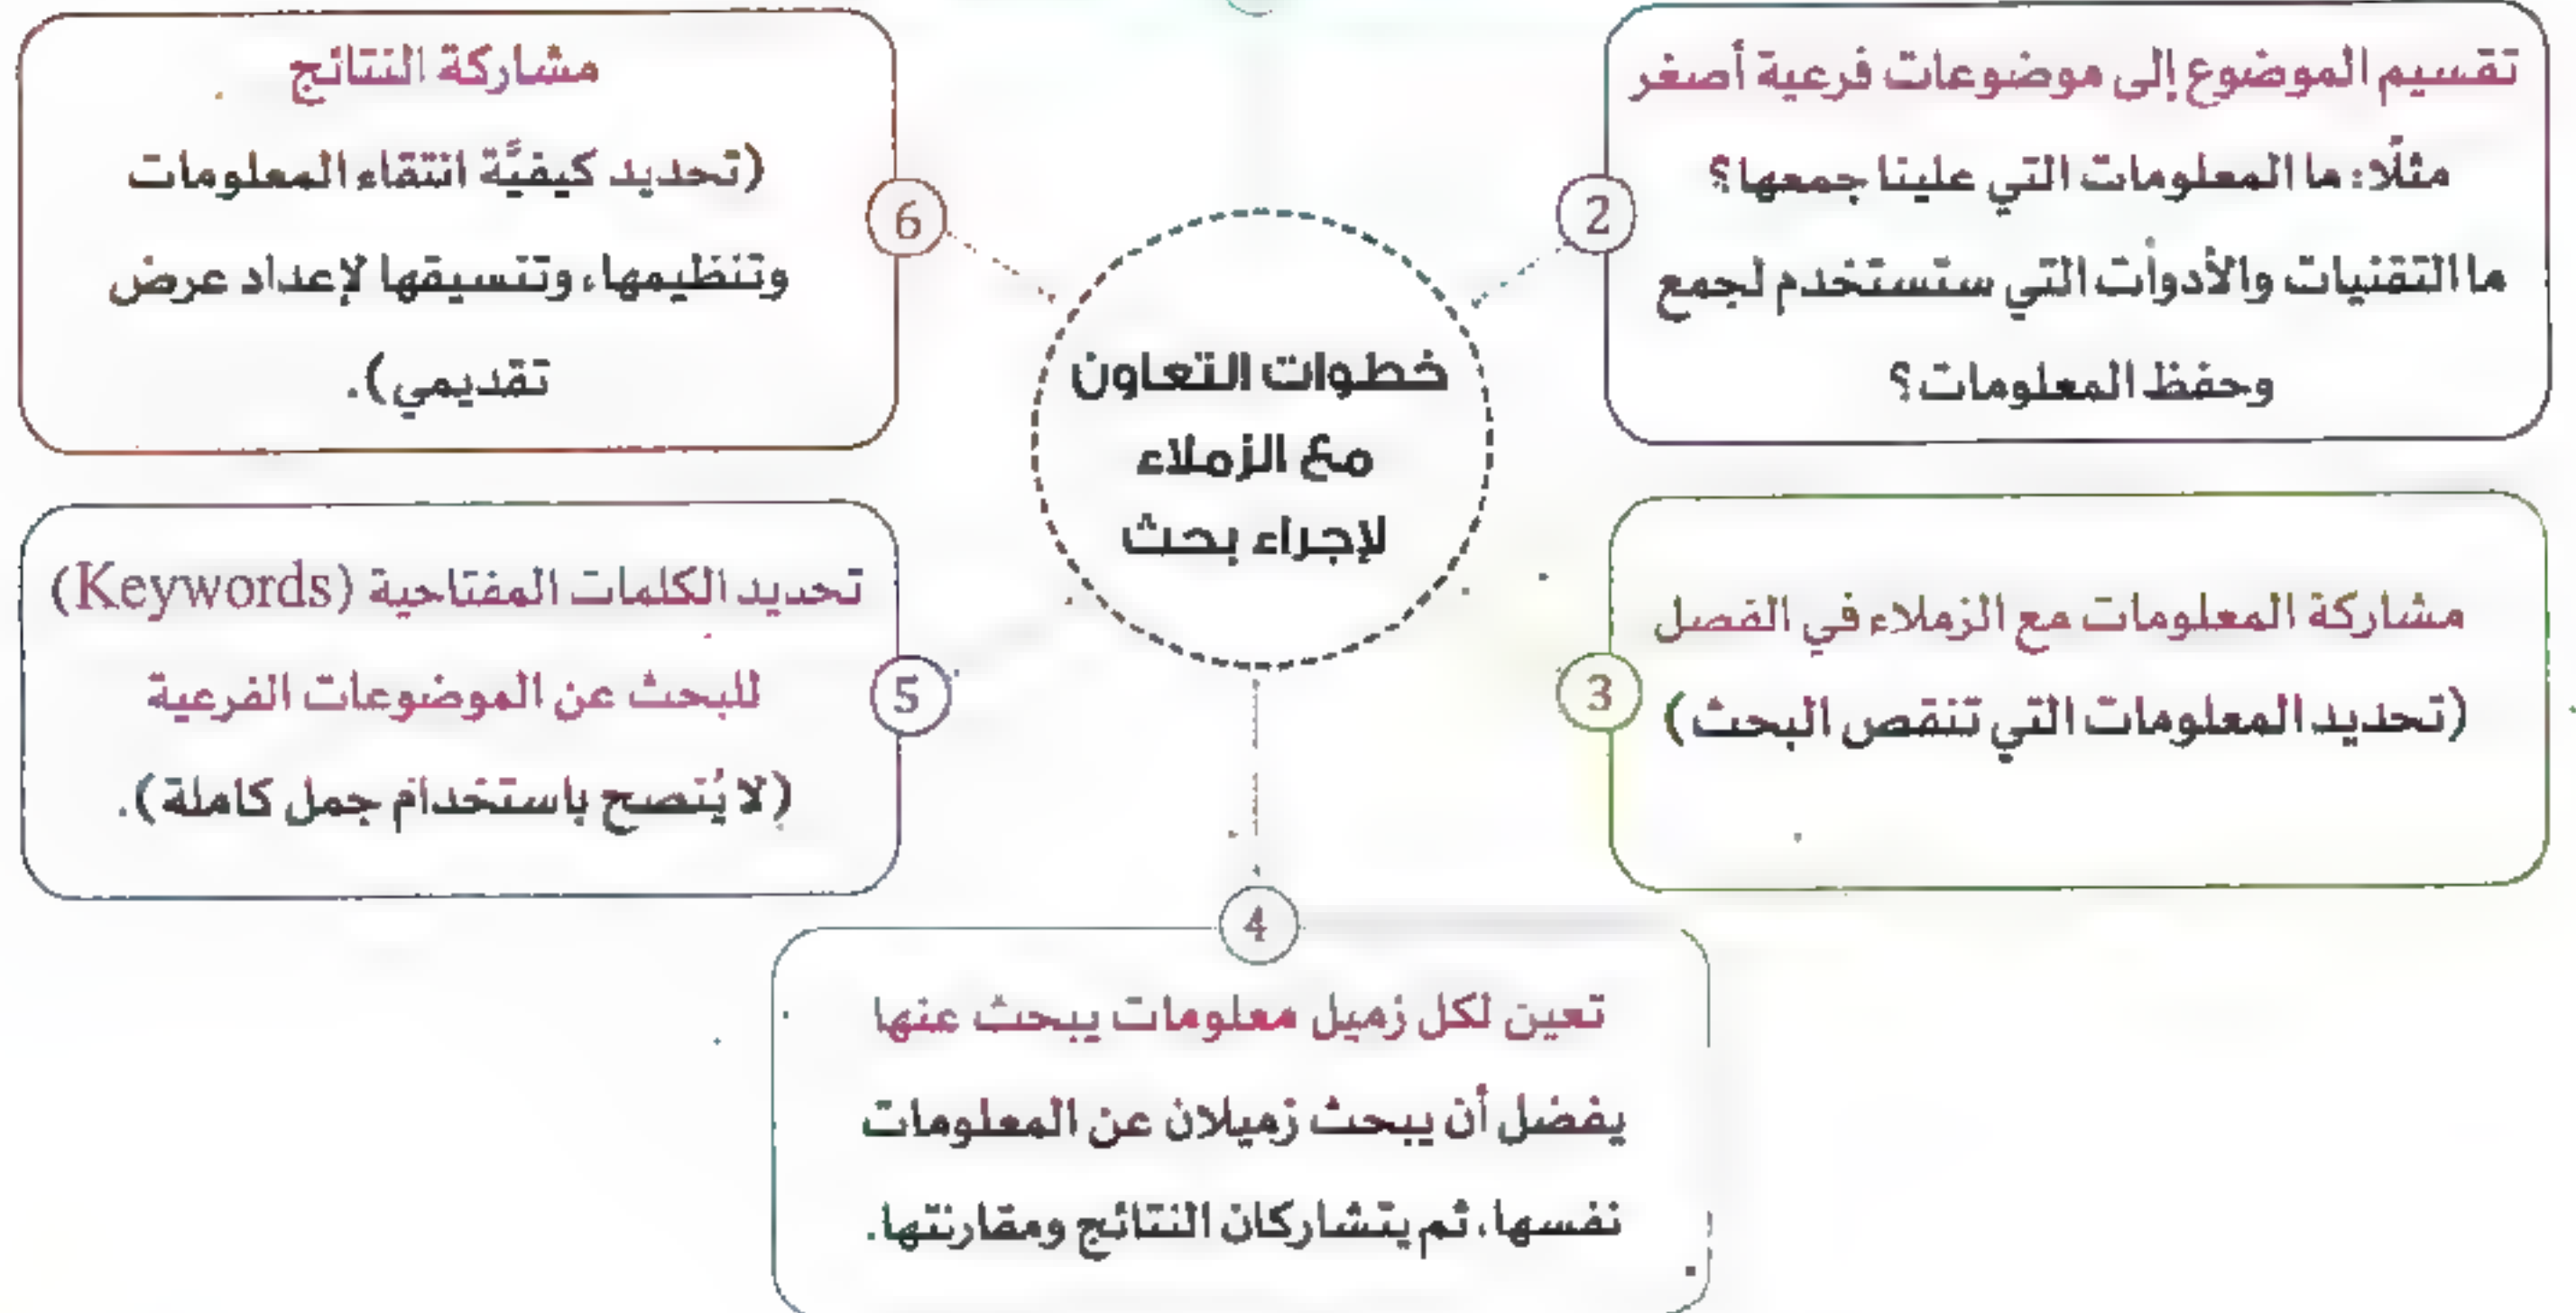 خطوات التعاون
مع الزملاء
لإجراء بحث
2
تقسيم الموضوع إلى موضوعات فرعية أصغر
مثلًا: ما المعلومات التي علينا جمعها؟
ما التقنيات والأدوات التي ستستخدم لجمع
وحفظ المعلومات؟
3
مشاركة المعلومات مع الزملاء في الفصل
(تحديد المعلومات التي تنقص البحث)
4
تعين لكل زميل معلومات يبحث عنها
يفضل أن يبحث زميلان عن المعلومات
نفسها، ثم يتشاركان النتائج ومقارنتها.
5
تحديد الكلمات المفتاحية (Keywords)
للبحث عن الموضوعات الفرعية
(لا يُنصح باستخدام جمل كاملة).
6
مشاركة النتائج
(تحديد كيفيَّة انتقاء المعلومات
وتنظيمها، وتنسيقها لإعداد عرض
تقديمي).